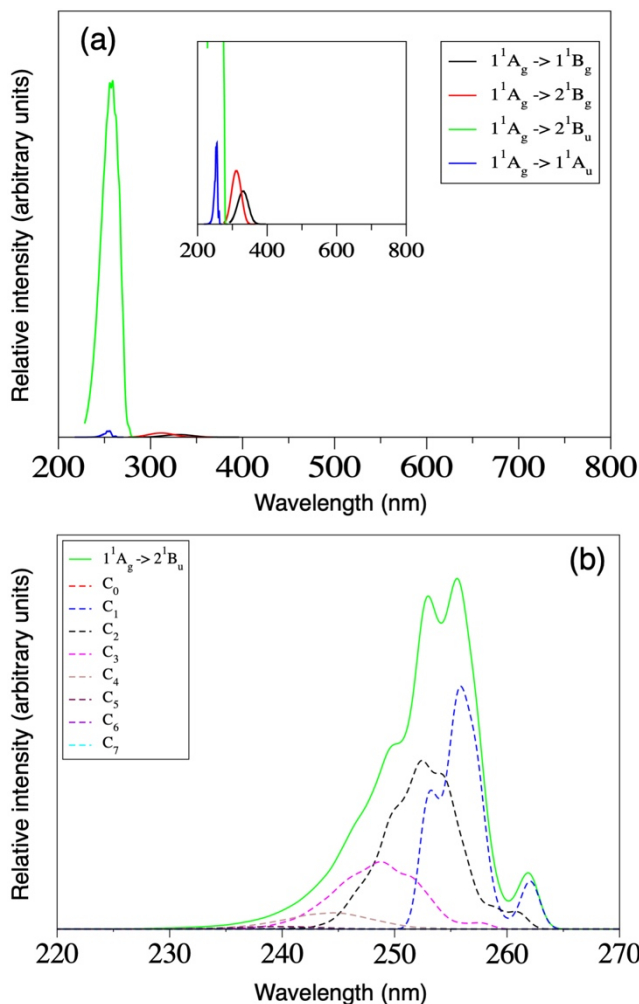 (a)
1¹Ag -> 1¹Bg
1¹Ag -> 2¹Bg
1¹Ag -> 2¹Bu
1¹Ag -> 1¹Au
200 400 600 800
Relative intensity (arbitrary units)
200 300 400 500 600 700 800
Wavelength (nm)
(b)
1¹Ag -> 2¹Bu
C₀
C₁
C₂
C₃
C₄
C₅
C₆
C₇
Relative intensity (arbitrary units)
220 230 240 250 260 270
Wavelength (nm)